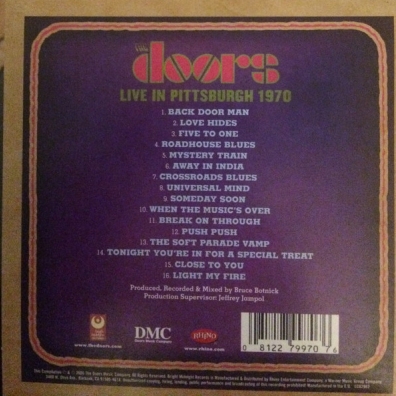 the doors
LIVE IN PITTSBURGH 1970
1. BACK DOOR MAN
2. LOVE HIDES
3. FIVE TO ONE
4. ROADHOUSE BLUES
5. MYSTERY TRAIN
6. AWAY IN INDIA
7. CROSSROADS BLUES
8. UNIVERSAL MIND
9. SOMEDAY SOON
10. WHEN THE MUSIC'S OVER
11. BREAK ON THROUGH
12. PUSH PUSH
13. THE SOFT PARADE VAMP
14. TONIGHT YOU'RE IN FOR A SPECIAL TREAT
15. CLOSE TO YOU
16. LIGHT MY FIRE
Produced, Recorded & Mixed by Bruce Botnick
Production Supervisor: Jeffrey Jampol
DMC
RHINO
www.thedoors.com
www.rhino.com
0 81227 99970 6